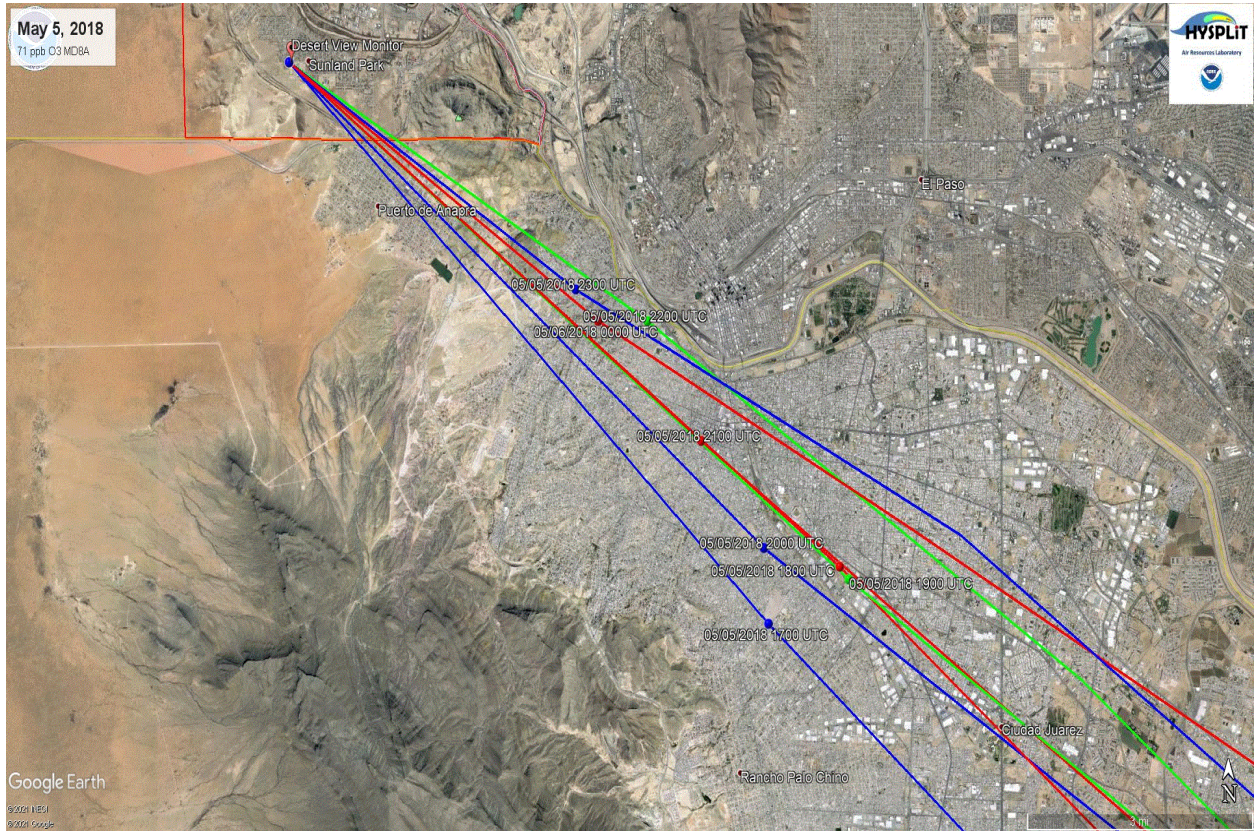 May 5, 2018
71 ppb O3 MD8A
HYSPLIT
Air Resources Laboratory
Desert View Monitor
Sunland Park
El Paso
Puerto de Anapra
05/05/2018 2300 UTC
05/05/2018 2200 UTC
05/06/2018 0000 UTC
05/05/2018 2100 UTC
05/05/2018 2000 UTC
05/05/2018 1800 UTC
05/05/2018 1900 UTC
05/05/2018 1700 UTC
Ciudad Juarez
Rancho Palo Chino
Google Earth
N
©2021 INEGI
©2021 Google
3 mi